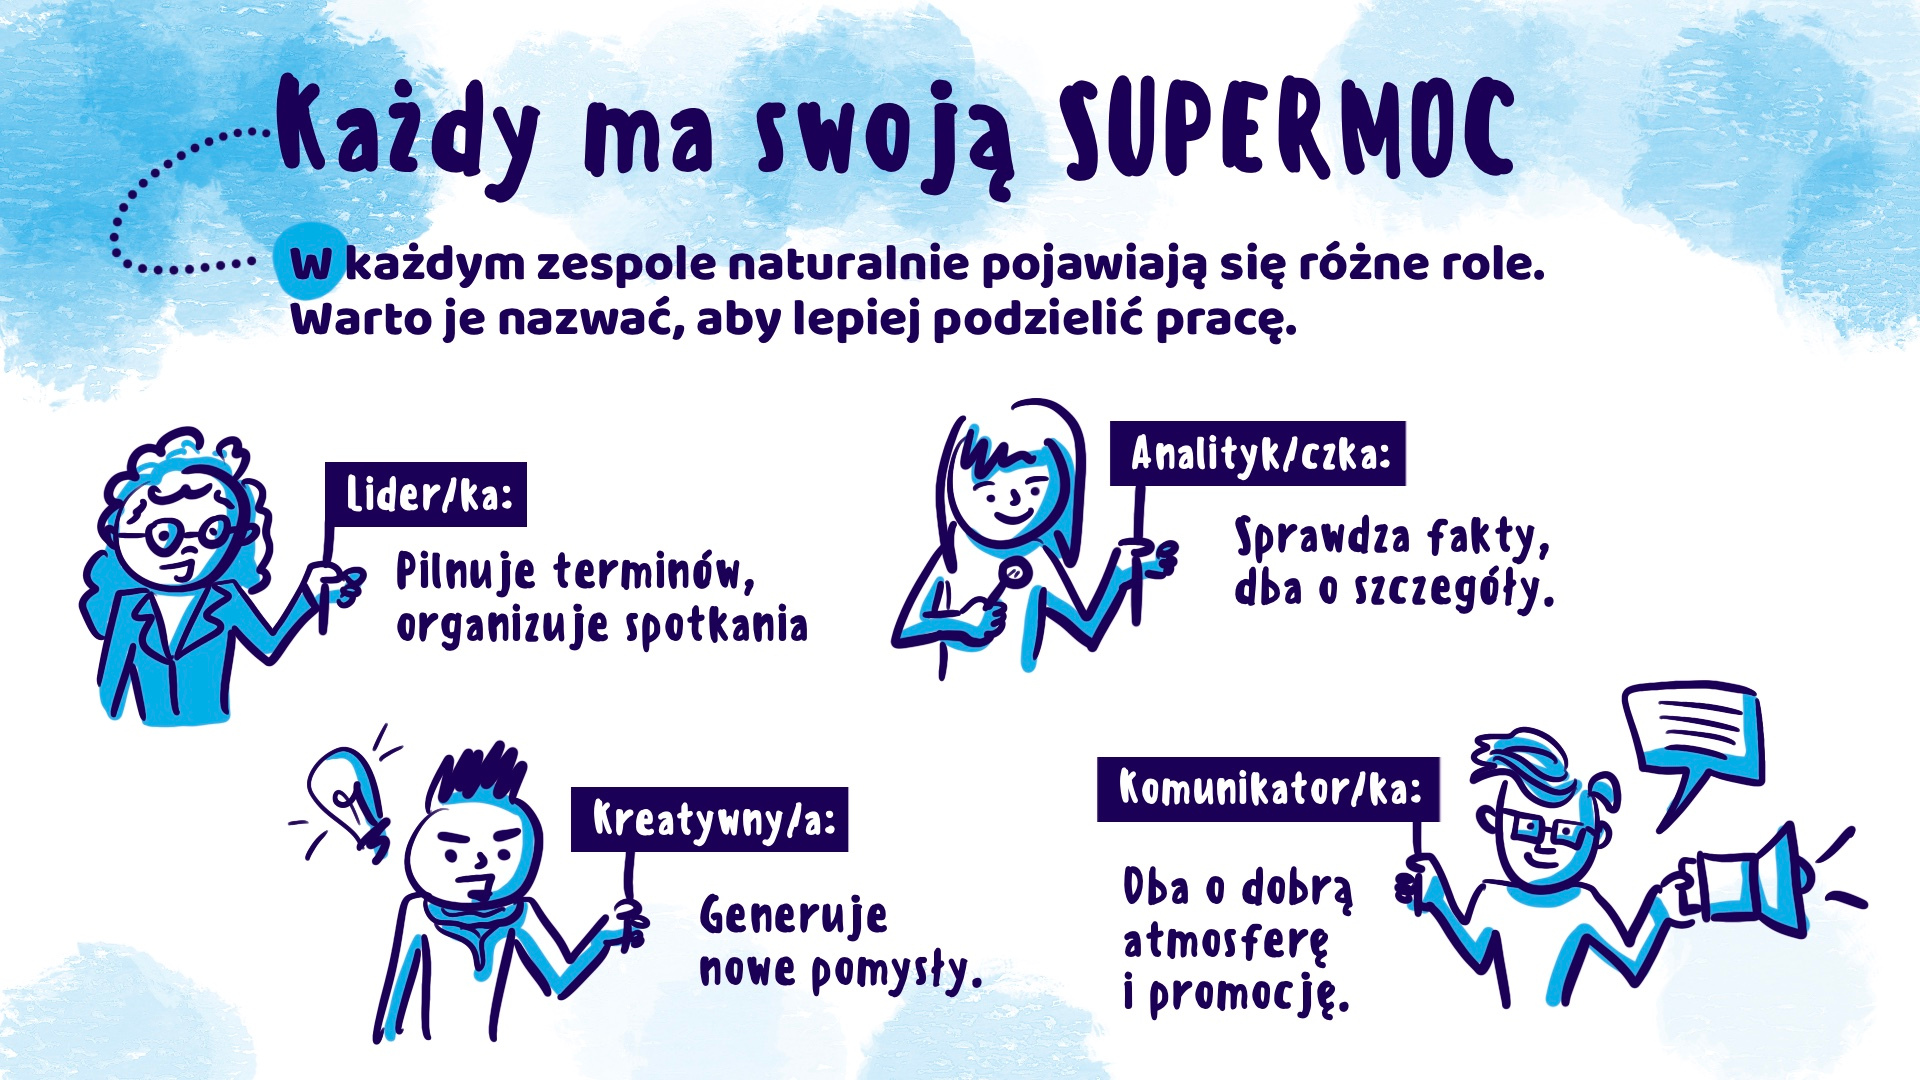 Każdy ma swoją SUPERMOC
W każdym zespole naturalnie pojawiają się różne role.
Warto je nazwać, aby lepiej podzielić pracę.
Lider/ka:
Pilnuje terminów,
organizuje spotkania
Analityk/czka:
Sprawdza fakty,
dba o szczegóły.
Kreatywny/a:
Generuje
nowe pomysły.
Komunikator/ka:
Dba o dobrą
atmosferę
i promocję.